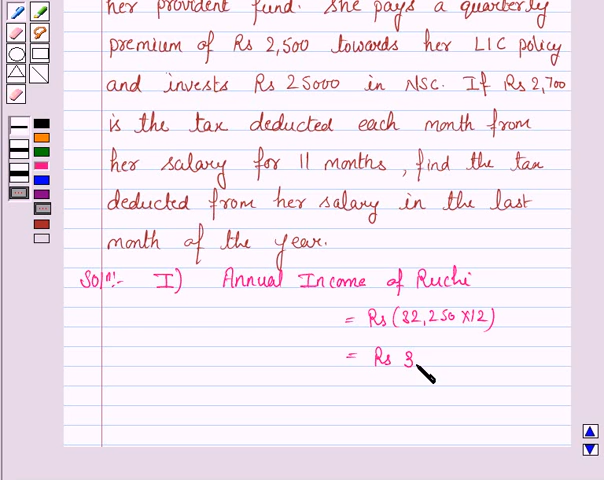 her provident fund. She pays a quarterly
premium of Rs 2,500 towards her LIC policy
and invests Rs 25000 in NSC. If Rs 2,700
is the tax deducted each month from
her salary for 11 months, find the tax
deducted from her salary in the last
month of the year.
Soln:- I) Annual Income of Ruchi
= Rs (32,250 × 12)
= Rs 3